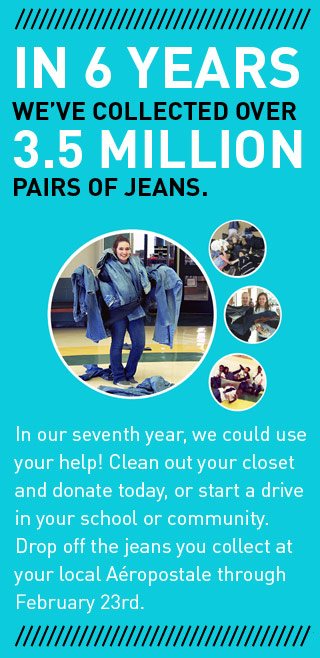 IN 6 YEARS
WE'VE COLLECTED OVER
3.5 MILLION
PAIRS OF JEANS.
In our seventh year, we could use
your help! Clean out your closet
and donate today, or start a drive
in your school or community.
Drop off the jeans you collect at
your local Aéropostale through
February 23rd.